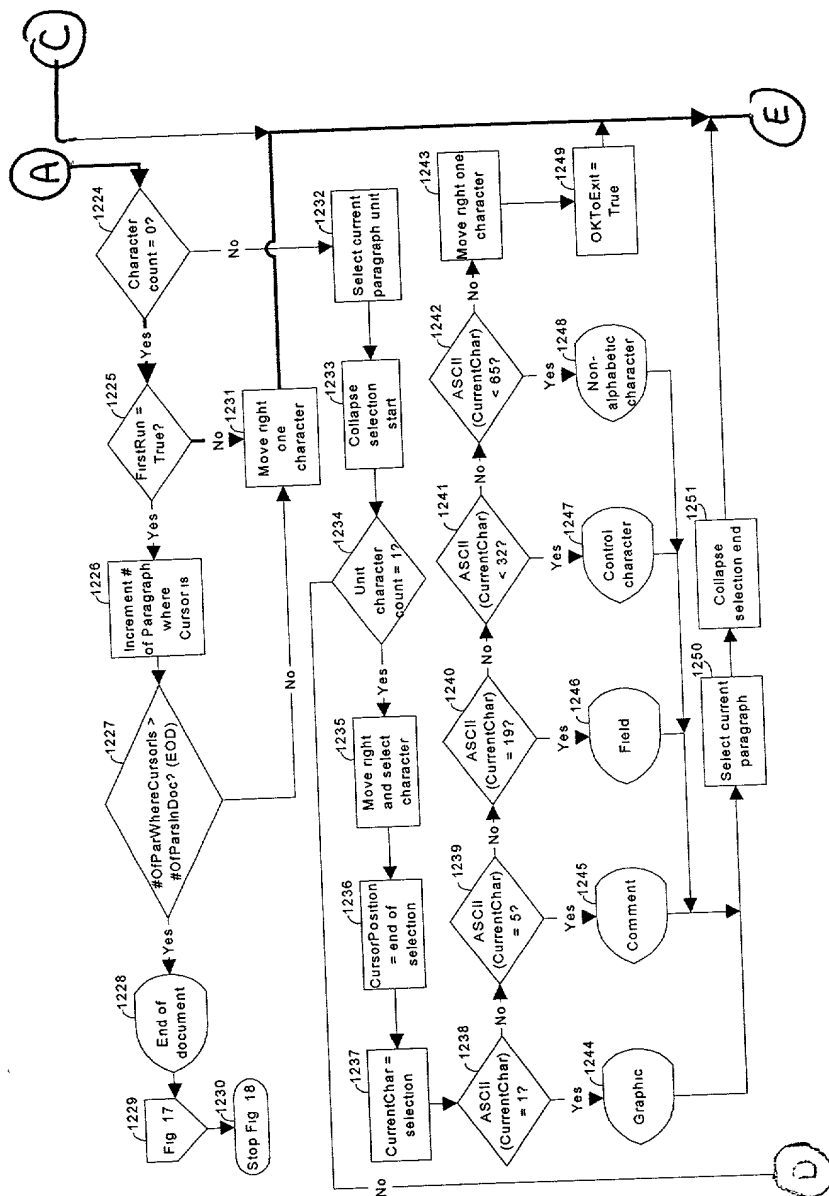 C
A
1224
Character
count = 0?
Yes
No
1225
FirstRun =
True?
Yes
No
1226
Increment #
of Paragraph
where
Cursor is
1227
#OfParWhereCursorIs >
#OfParsInDoc? (EOD)
Yes
No
1228
End of
document
1229
Fig 17
1230
Stop Fig 18
1231
Move right
one
character
1232
Select current
paragraph unit
1233
Collapse
selection
start
1234
Unit
character
count = 1?
Yes
No
1235
Move right
and select
character
1236
CursorPosition
= end of
selection
1237
CurrentChar =
selection
1238
ASCII
(CurrentChar)
= 1?
Yes
No
1239
ASCII
(CurrentChar)
= 5?
Yes
No
1240
ASCII
(CurrentChar)
= 19?
Yes
No
1241
ASCII
(CurrentChar)
< 32?
Yes
No
1242
ASCII
(CurrentChar)
< 65?
Yes
No
1243
Move right one
character
1244
Graphic
1245
Comment
1246
Field
1247
Control
character
1248
Non-
alphabetic
character
1249
OKToExit =
True
1250
Select current
paragraph
1251
Collapse
selection end
D
E